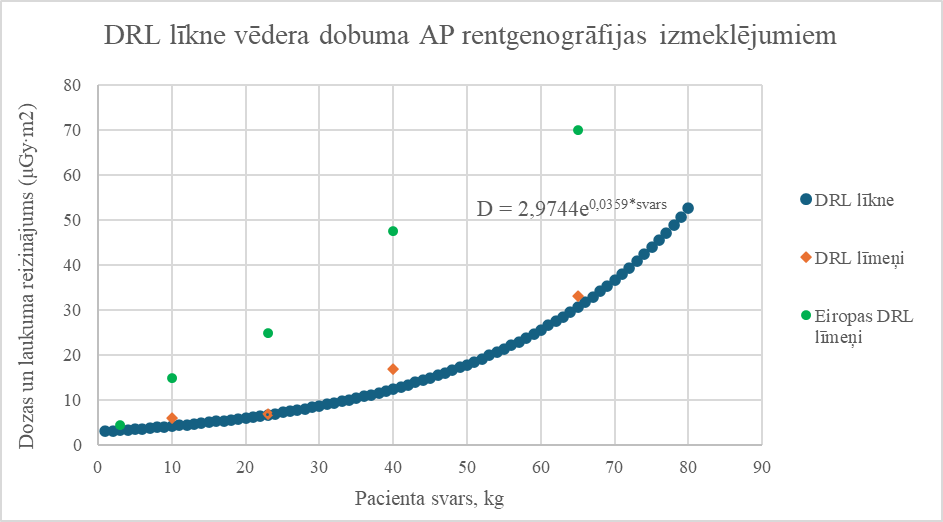 DRL līkne vēdera dobuma AP rentgenogrāfijas izmeklējumiem
Dozas un laukuma reizinājums (μGy·m2)
80
70
60
50
40
30
20
10
0
D = 2,9744e^0,0359*svars
0 10 20 30 40 50 60 70 80 90
Pacienta svars, kg
DRL līkne
DRL līmeņi
Eiropas DRL
līmeņi